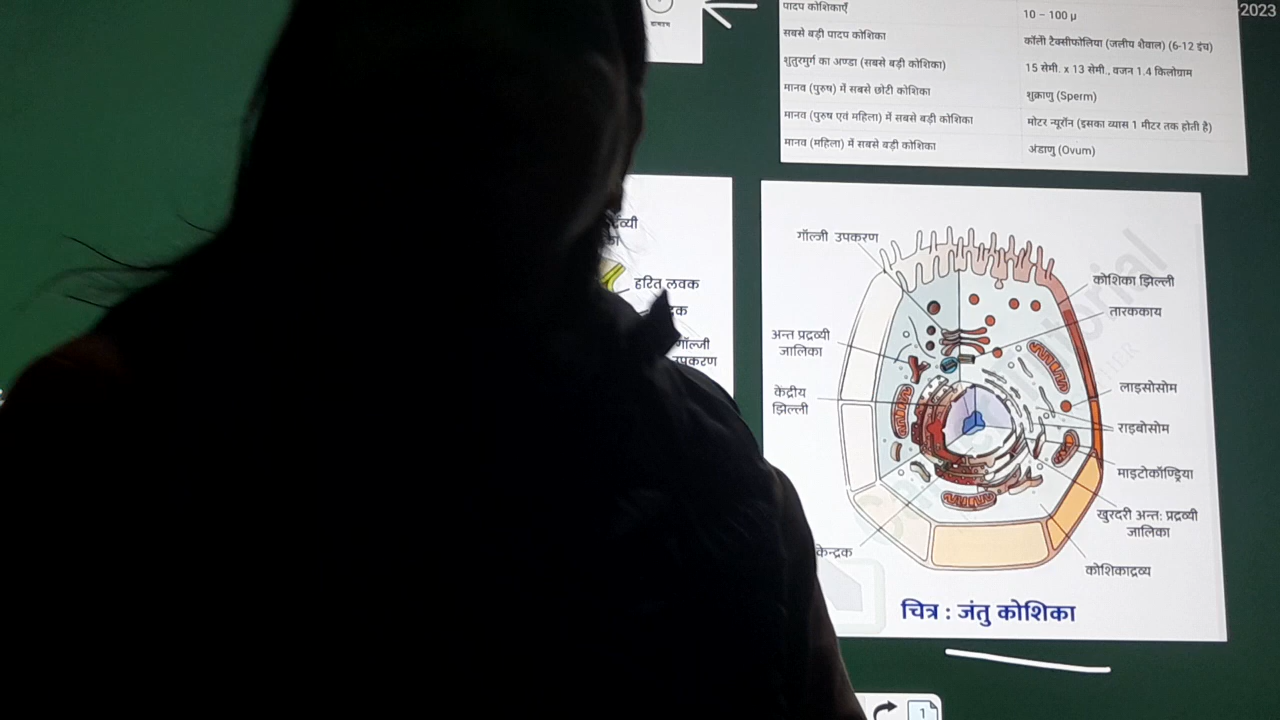 2023
पादप कोशिकाएँ 10 – 100 µ
सबसे बड़ी पादप कोशिका कॉलॅी टैक्सीफोलिया (जलीय शैवाल) (6-12 इंच)
शुतुरमुर्ग का अण्डा (सबसे बड़ी कोशिका) 15 सेमी. x 13 सेमी., वजन 1.4 किलोग्राम
मानव (पुरुष) में सबसे छोटी कोशिका शुक्राणु (Sperm)
मानव (पुरुष एवं महिला) में सबसे बड़ी कोशिका मोटर न्यूरॉन (इसका व्यास 1 मीटर तक होती है)
मानव (महिला) में सबसे बड़ी कोशिका अंडाणु (Ovum)
हरित लवक
गॉल्जी
उपकरण
गॉल्जी उपकरण
कोशिका झिल्ली
तारककाय
अन्त प्रद्रव्यी
जालिका
लाइसोसोम
केंद्रीय
झिल्ली
राइबोसोम
माइटोकॉण्ड्रिया
खुरदरी अन्त: प्रद्रव्यी
जालिका
केन्द्रक
कोशिकाद्रव्य
चित्र : जंतु कोशिका
1